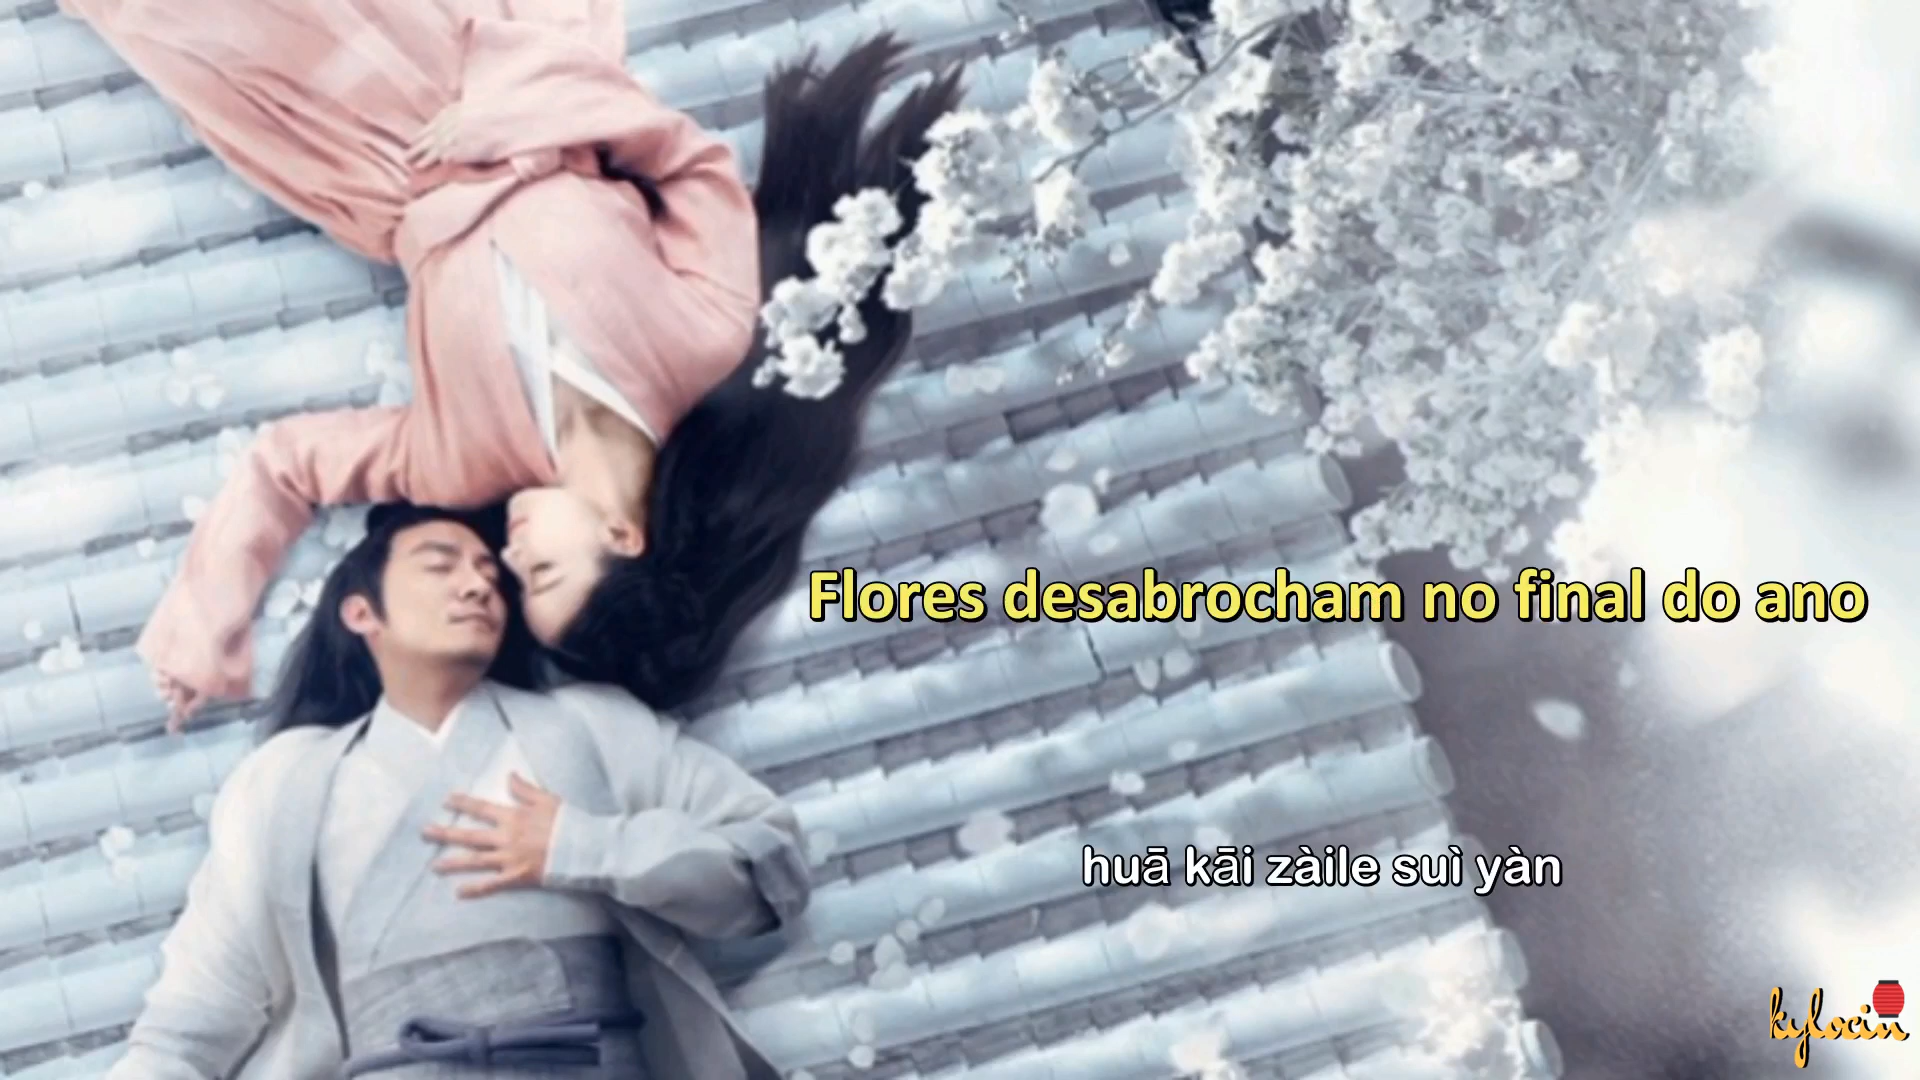 Flores desabrocham no final do ano
huā kāi zàile suì yàn
kylocin